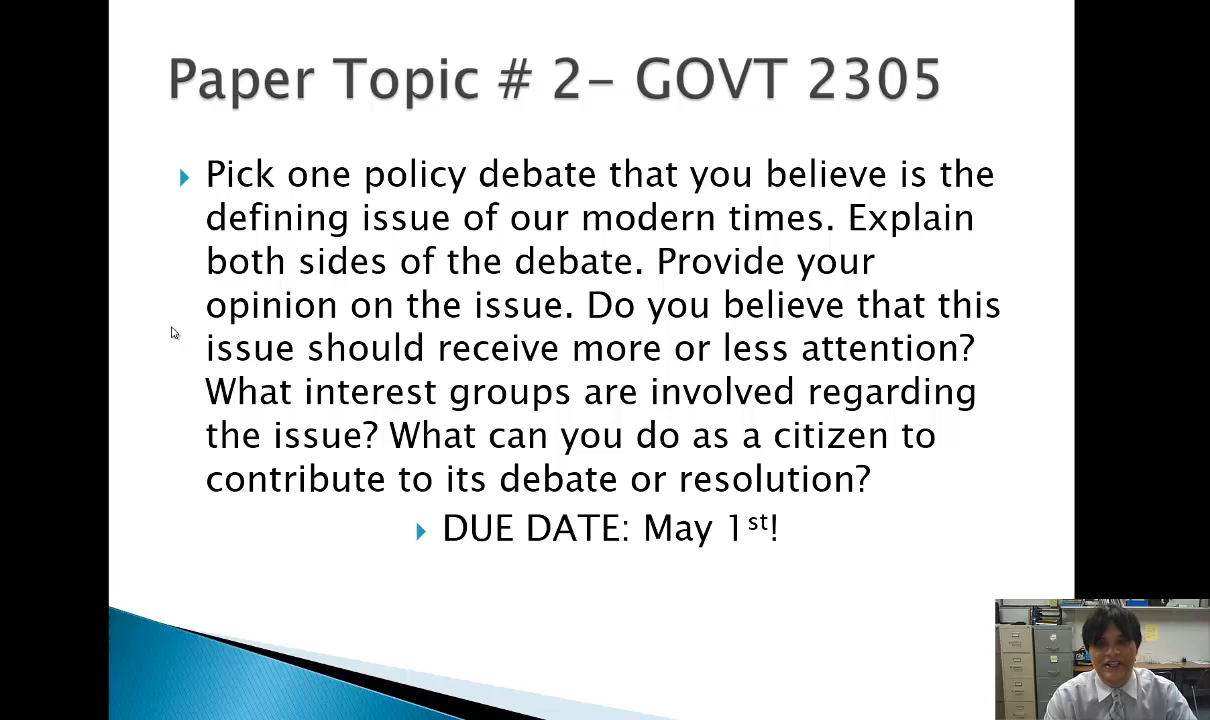 Paper Topic # 2- GOVT 2305
Pick one policy debate that you believe is the
defining issue of our modern times. Explain
both sides of the debate. Provide your
opinion on the issue. Do you believe that this
issue should receive more or less attention?
What interest groups are involved regarding
the issue? What can you do as a citizen to
contribute to its debate or resolution?
DUE DATE: May 1st!